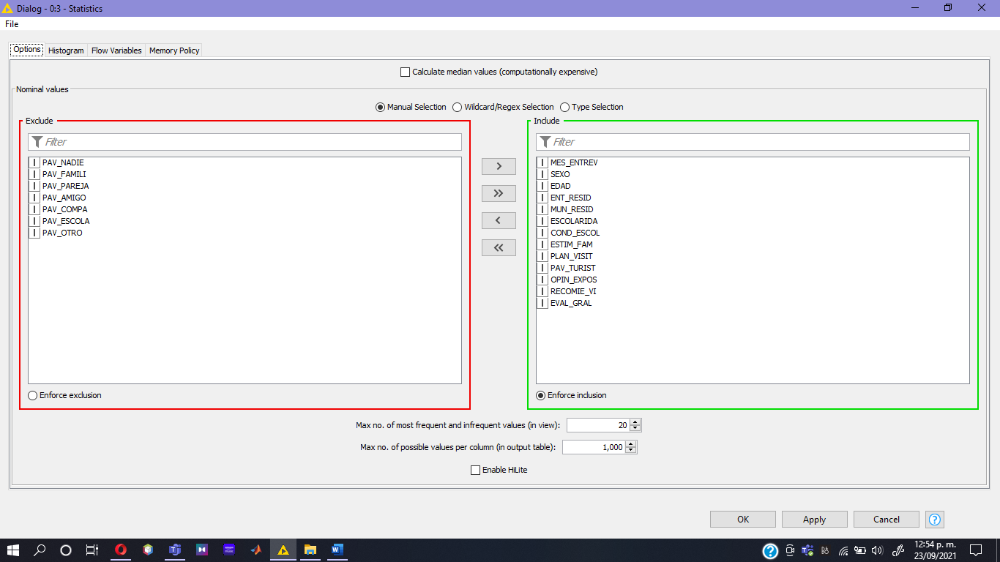 Dialog - 0:3 - Statistics
File
Options Histogram Flow Variables Memory Policy
Calculate median values (computationally expensive)
Nominal values
Manual Selection Wildcard/Regex Selection Type Selection
Exclude
Filter
I PAV_NADIE
I PAV_FAMILI
I PAV_PAREJA
I PAV_AMIGO
I PAV_COMPA
I PAV_ESCOLA
I PAV_OTRO
Enforce exclusion
>
>>
<
<<
Include
Filter
I MES_ENTREV
I SEXO
I EDAD
I ENT_RESID
I MUN_RESID
I ESCOLARIDA
I COND_ESCOL
I ESTIM_FAM
I PLAN_VISIT
I PAV_TURIST
I OPIN_EXPOS
I RECOMIE_VI
I EVAL_GRAL
Enforce inclusion
Max no. of most frequent and infrequent values (in view): 20
Max no. of possible values per column (in output table): 1,000
Enable HiLite
OK Apply Cancel ?
12:54 p. m.
23/09/2021